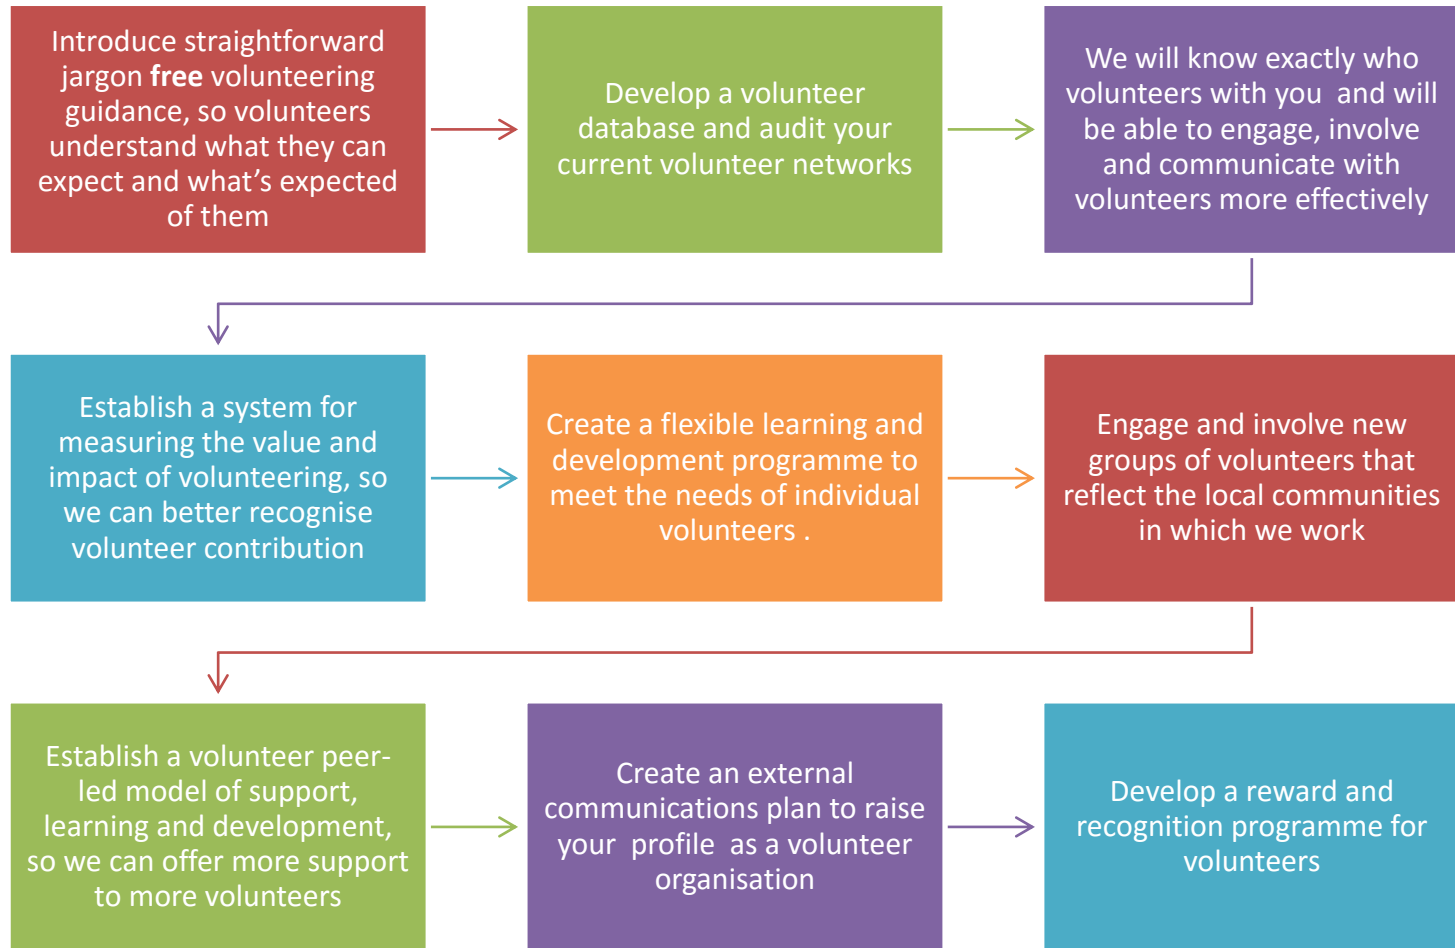 Introduce straightforward
jargon free volunteering
guidance, so volunteers
understand what they can
expect and what’s expected
of them
Develop a volunteer
database and audit your
current volunteer networks
We will know exactly who
volunteers with you  and will
be able to engage, involve
and communicate with
volunteers more effectively
Establish a system for
measuring the value and
impact of volunteering, so
we can better recognise
volunteer contribution
Create a flexible learning and
development programme to
meet the needs of individual
volunteers .
Engage and involve new
groups of volunteers that
reflect the local communities
in which we work
Establish a volunteer peer-
led model of support,
learning and development,
so we can offer more support
to more volunteers
Create an external
communications plan to raise
your  profile  as a volunteer
organisation
Develop a reward and
recognition programme for
volunteers